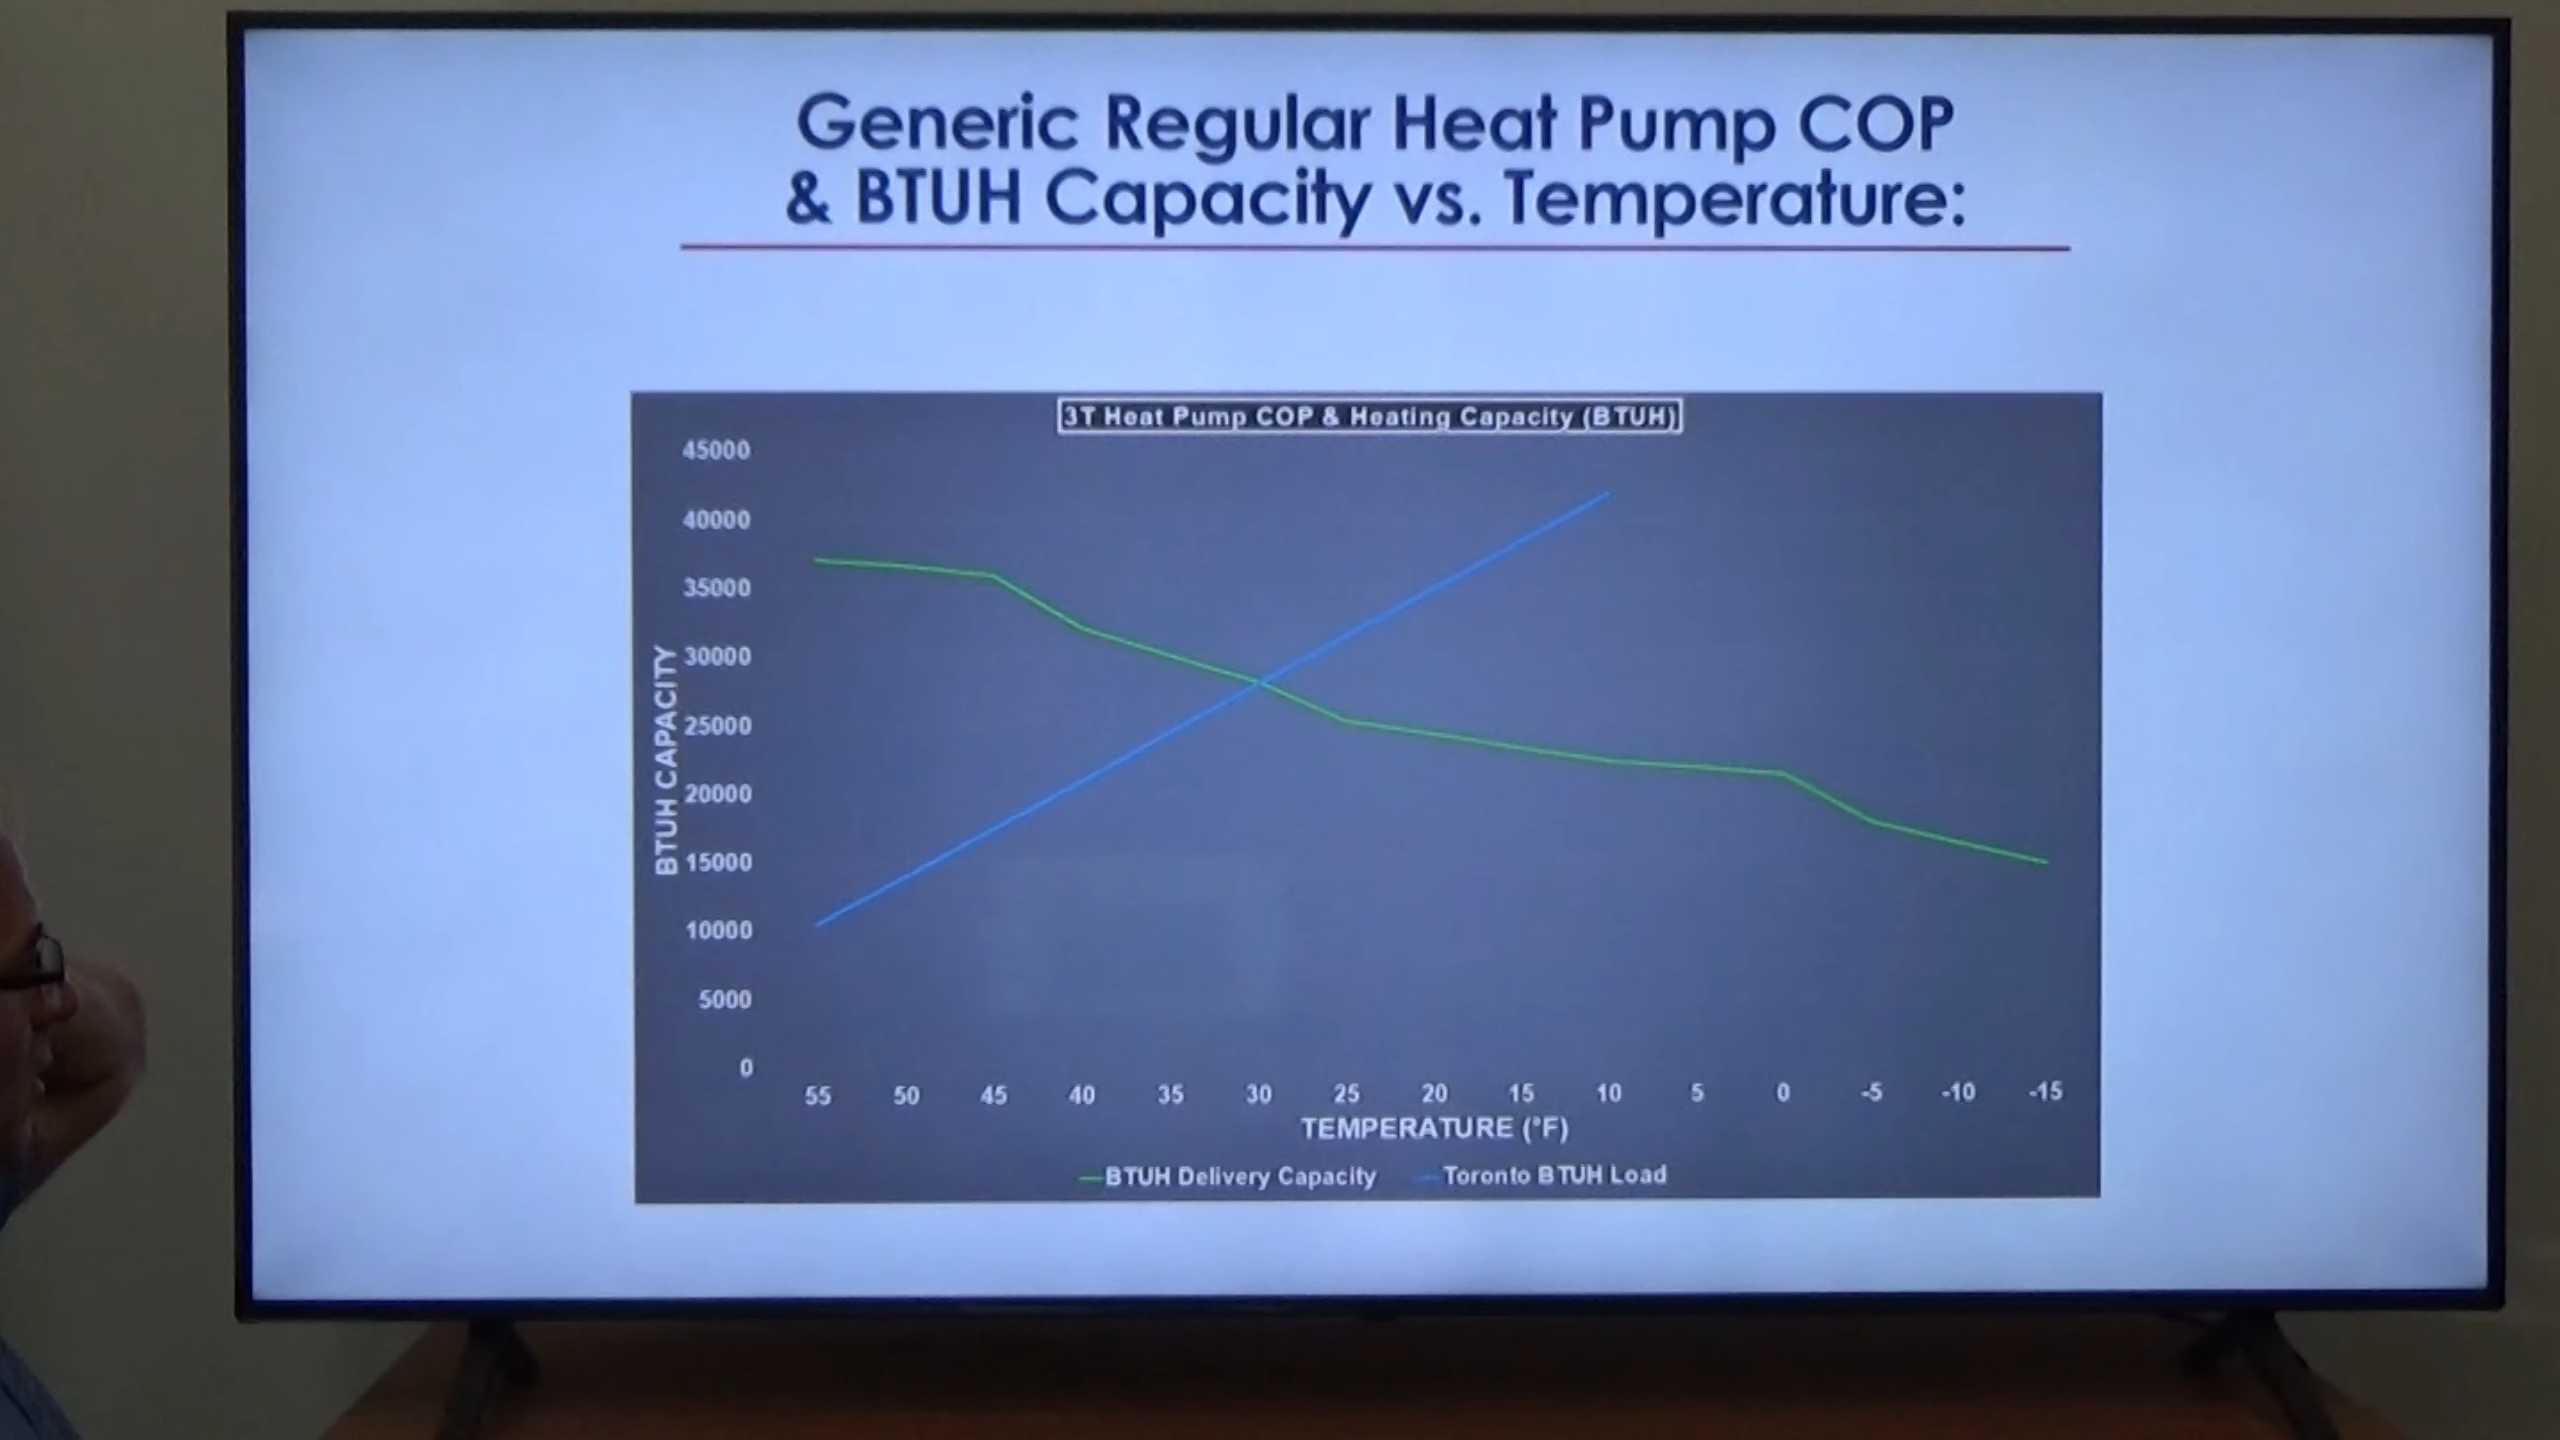 Generic Regular Heat Pump COP
& BTUH Capacity vs. Temperature:
3T Heat Pump COP & Heating Capacity (BTUH)
45000
40000
35000
30000
25000
20000
15000
10000
5000
0
BTUH CAPACITY
55 50 45 40 35 30 25 20 15 10 5 0 -5 -10 -15
TEMPERATURE (°F)
BTUH Delivery Capacity Toronto BTUH Load